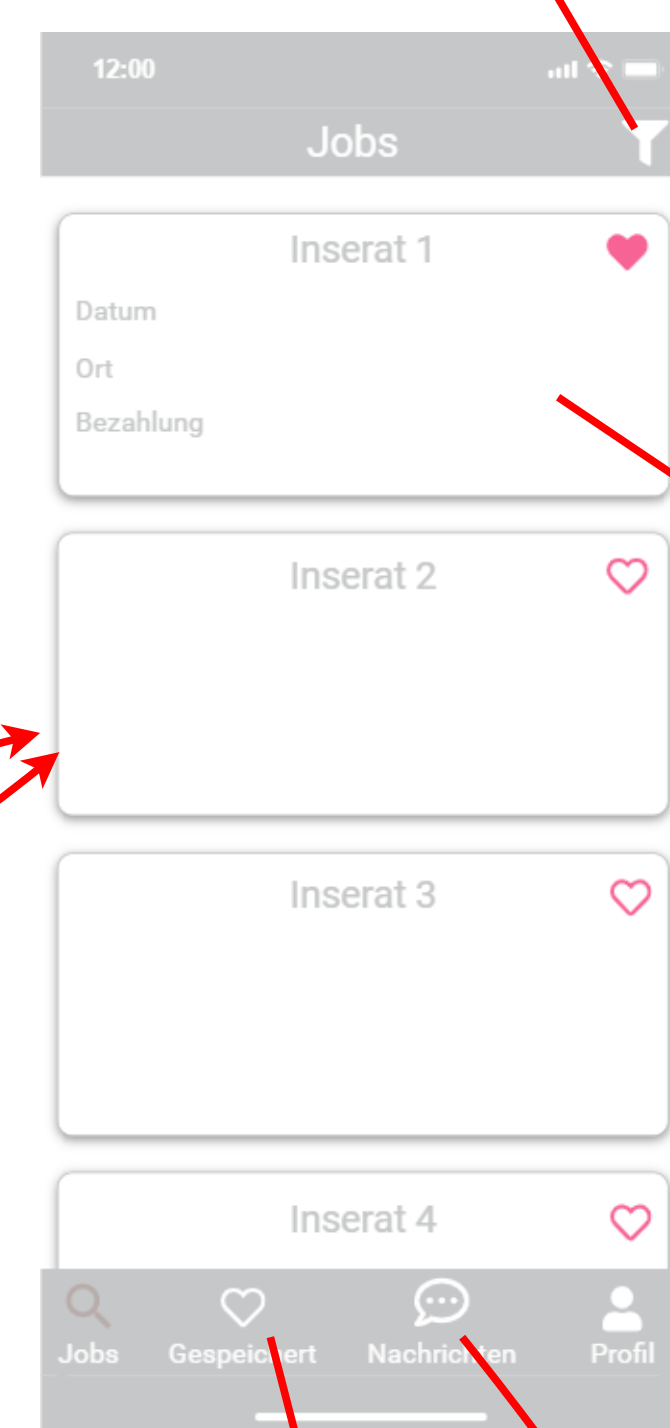 12:00
Jobs
Inserat 1
Datum
Ort
Bezahlung
Inserat 2
Inserat 3
Inserat 4
Jobs Gespeichert Nachrichten Profil